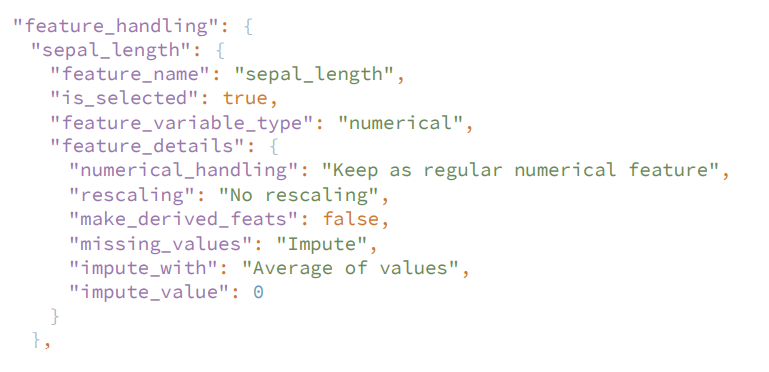 "feature_handling": {
"sepal_length": {
"feature_name": "sepal_length",
"is_selected": true,
"feature_variable_type": "numerical",
"feature_details": {
"numerical_handling": "Keep as regular numerical feature",
"rescaling": "No rescaling",
"make_derived_feats": false,
"missing_values": "Impute",
"impute_with": "Average of values",
"impute_value": 0
}
},